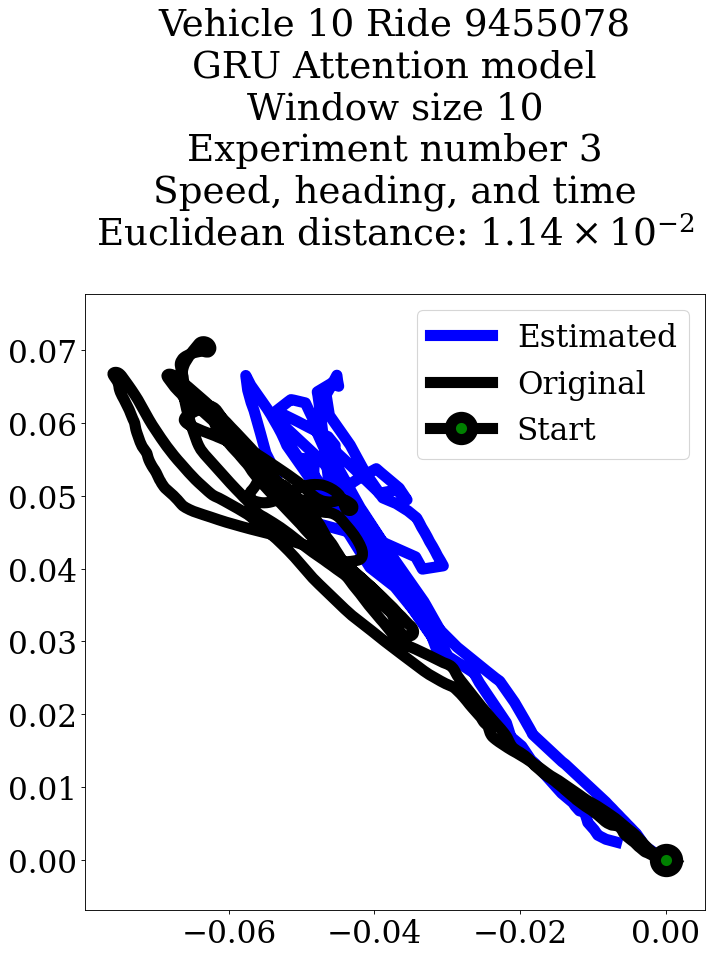 Vehicle 10 Ride 9455078
GRU Attention model
Window size 10
Experiment number 3
Speed, heading, and time
Euclidean distance: 1.14 × 10⁻²
Estimated
Original
Start
0.07
0.06
0.05
0.04
0.03
0.02
0.01
0.00
−0.06 −0.04 −0.02 0.00